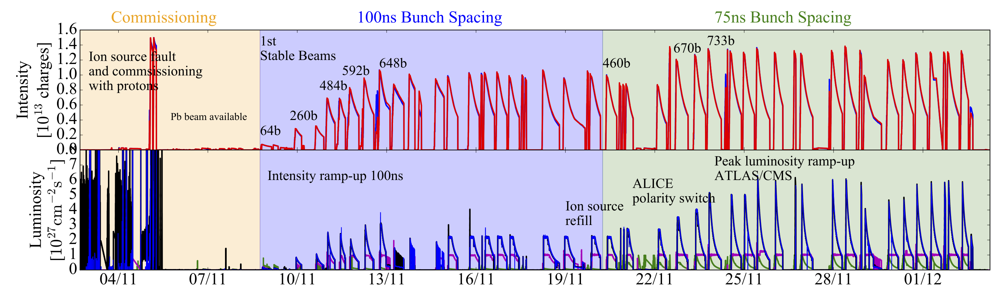 Commissioning 100ns Bunch Spacing 75ns Bunch Spacing
Intensity
[10^13 charges]
1.6
1.4
1.2
1.0
0.8
0.6
0.4
0.2
0.0
Ion source fault
and commsissioning
with protons
Pb beam available
1st
Stable Beams
64b
260b
484b
592b
648b
460b
670b
733b
Luminosity
[10^27 cm^−2 s^−1]
8
7
6
5
4
3
2
1
0
Intensity ramp-up 100ns
Ion source
refill
ALICE
polarity switch
Peak luminosity ramp-up
ATLAS/CMS
04/11 07/11 10/11 13/11 16/11 19/11 22/11 25/11 28/11 01/12